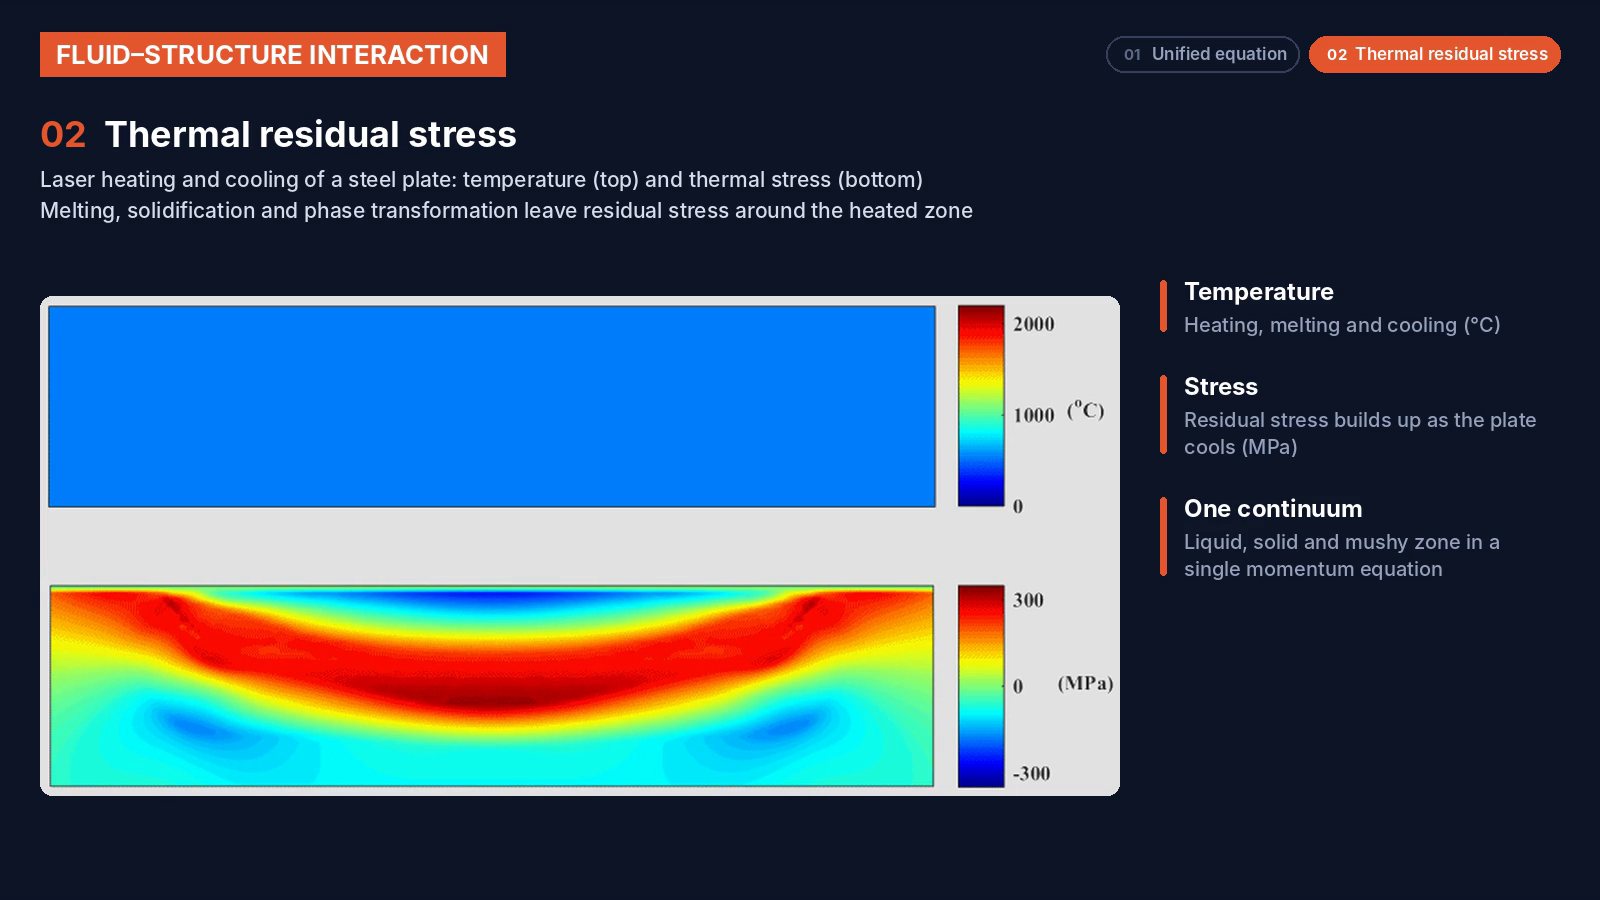 FLUID–STRUCTURE INTERACTION
01 Unified equation
02 Thermal residual stress
02 Thermal residual stress
Laser heating and cooling of a steel plate: temperature (top) and thermal stress (bottom)
Melting, solidification and phase transformation leave residual stress around the heated zone
2000
1000 (°C)
0
300
0 (MPa)
-300
Temperature
Heating, melting and cooling (°C)
Stress
Residual stress builds up as the plate
cools (MPa)
One continuum
Liquid, solid and mushy zone in a
single momentum equation